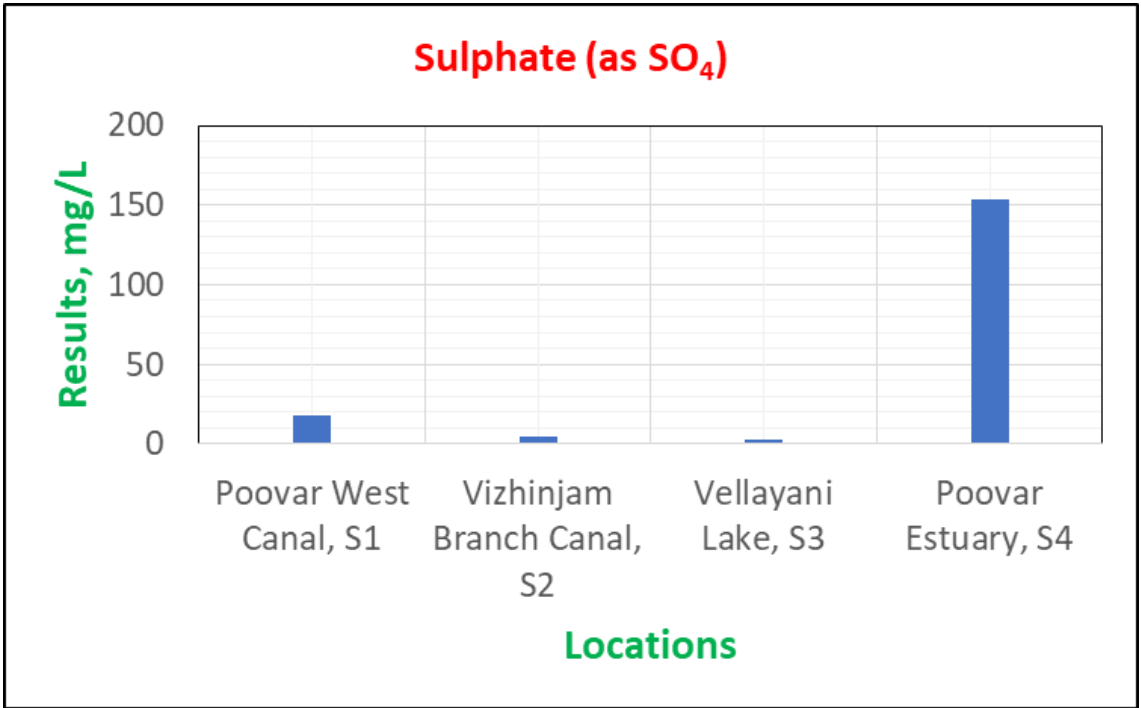 Sulphate (as SO₄)
Results, mg/L
200
150
100
50
0
Poovar West
Canal, S1
Vizhinjam
Branch Canal,
S2
Vellayani
Lake, S3
Poovar
Estuary, S4
Locations